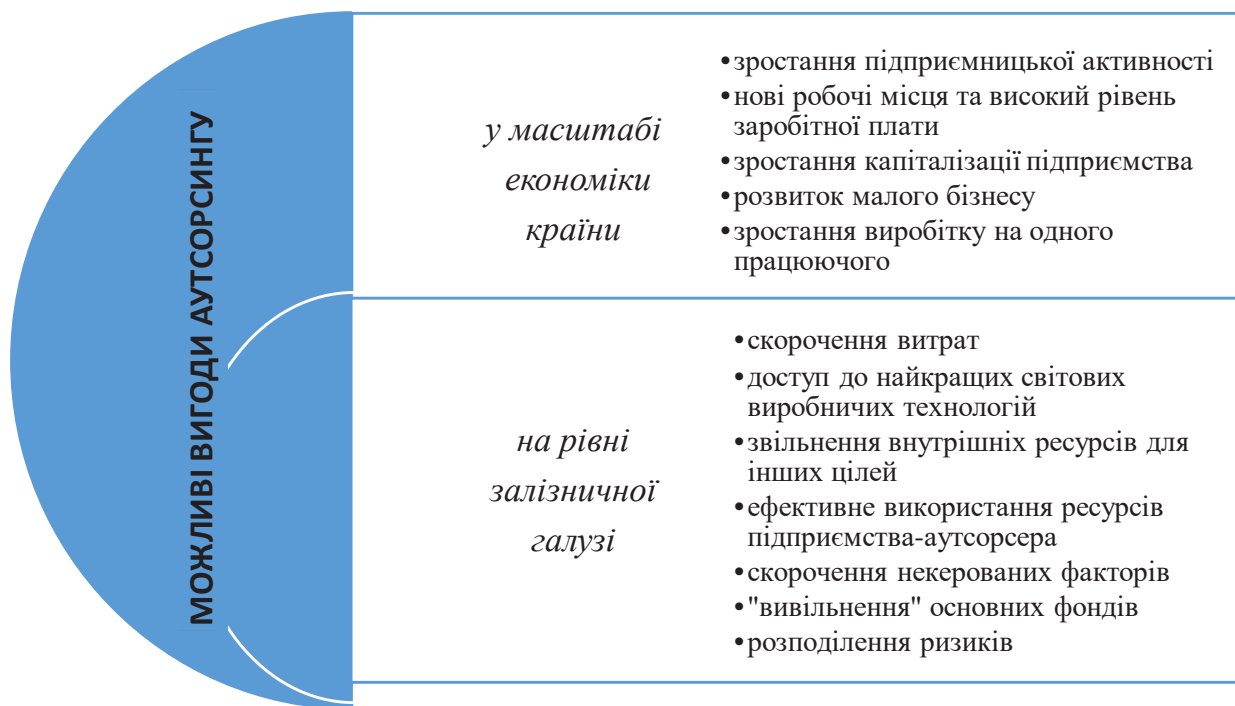 МОЖЛИВІ ВИГОДИ АУТСОРСИНГУ
у масштабі
економіки
країни
•зростання підприємницької активності
•нові робочі місця та високий рівень
заробітної плати
•зростання капіталізації підприємства
•розвиток малого бізнесу
•зростання виробітку на одного
працюючого
на рівні
залізничної
галузі
•скорочення витрат
•доступ до найкращих світових
виробничих технологій
•звільнення внутрішніх ресурсів для
інших цілей
•ефективне використання ресурсів
підприємства-аутсорсера
•скорочення некерованих факторів
•"вивільнення" основних фондів
•розподілення ризиків